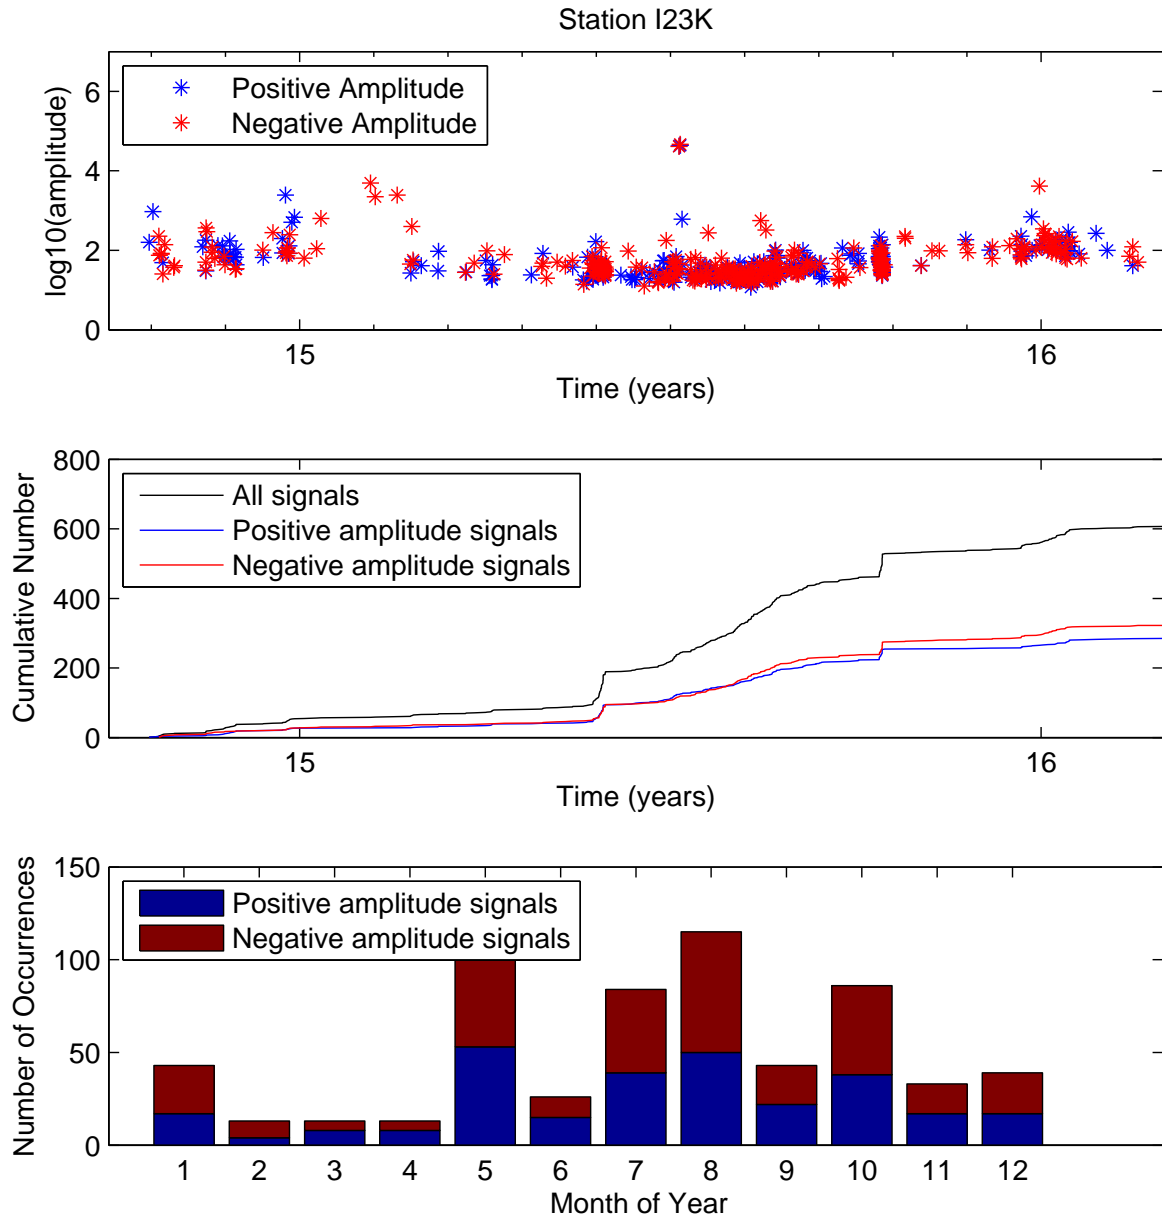 Station I23K
log10(amplitude)
6
4
2
0
Positive Amplitude
Negative Amplitude
15
16
Time (years)
Cumulative Number
800
600
400
200
0
All signals
Positive amplitude signals
Negative amplitude signals
15
16
Time (years)
Number of Occurrences
150
100
50
0
Positive amplitude signals
Negative amplitude signals
1 2 3 4 5 6 7 8 9 10 11 12
Month of Year